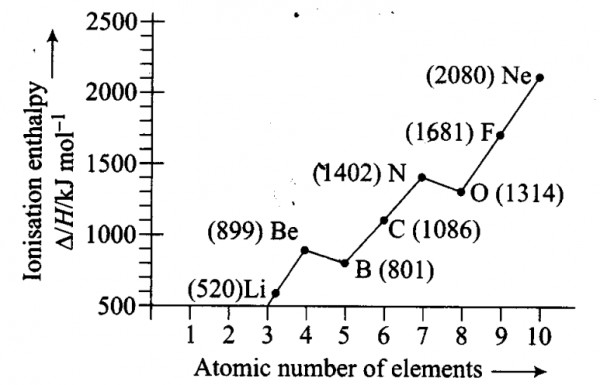 Ionisation enthalpy ⟶
Δ/H/kJ mol⁻¹
2500
2000
1500
1000
500
(2080) Ne
(1681) F
(1402) N
O (1314)
(899) Be
C (1086)
B (801)
(520)Li
1 2 3 4 5 6 7 8 9 10
Atomic number of elements ⟶